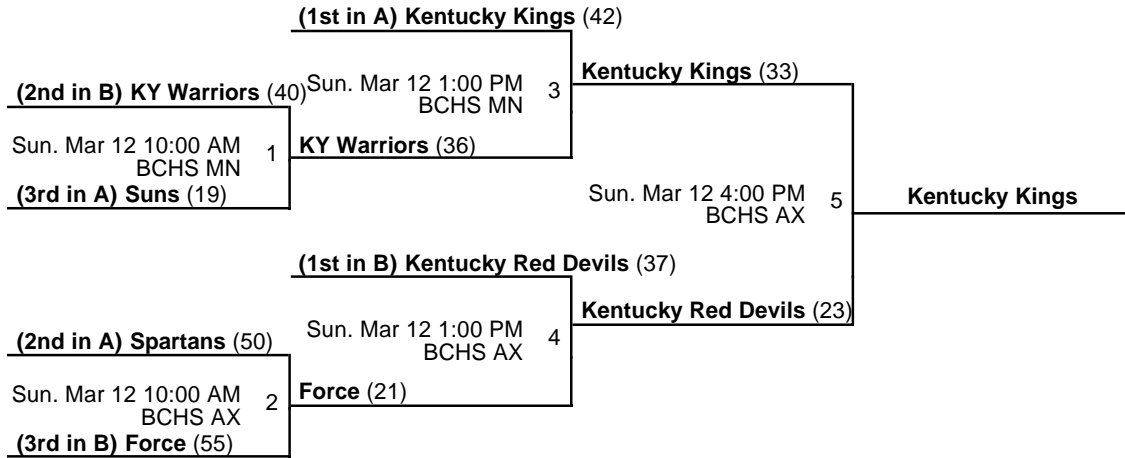 (1st in A) Kentucky Kings (42)
Sun. Mar 12 1:00 PM
BCHS MN
3
Kentucky Kings (33)
(2nd in B) KY Warriors (40)
Sun. Mar 12 10:00 AM
BCHS MN
1
KY Warriors (36)
(3rd in A) Suns (19)
Sun. Mar 12 4:00 PM
BCHS AX
5
Kentucky Kings
(1st in B) Kentucky Red Devils (37)
Sun. Mar 12 1:00 PM
BCHS AX
4
Kentucky Red Devils (23)
(2nd in A) Spartans (50)
Sun. Mar 12 10:00 AM
BCHS AX
2
Force (21)
(3rd in B) Force (55)